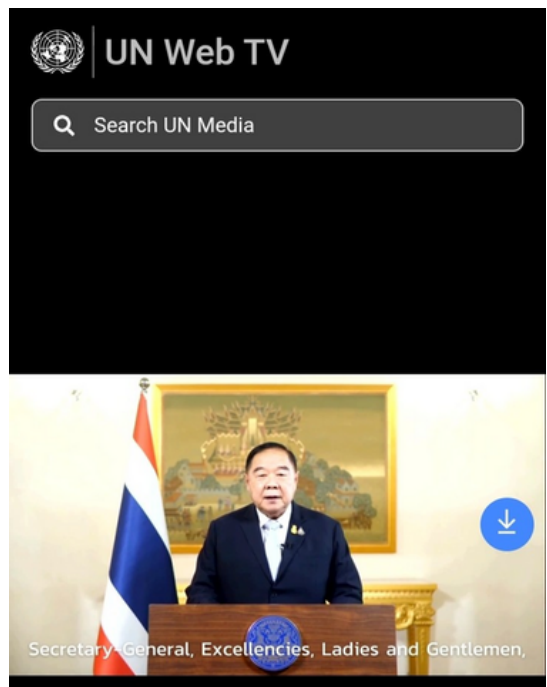 UN Web TV
Search UN Media
Secretary-General, Excellencies, Ladies and Gentlemen,